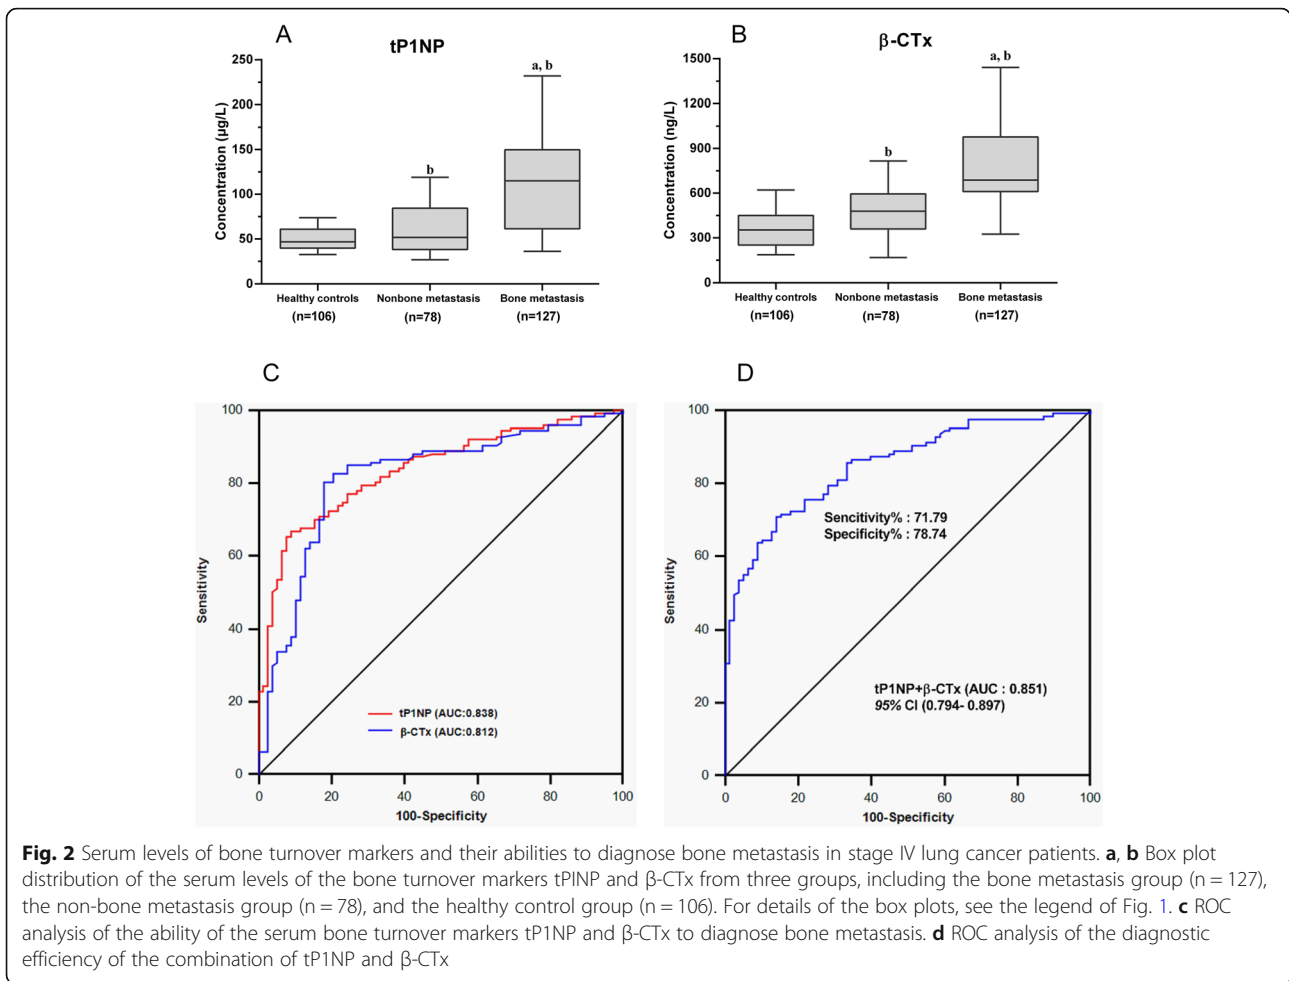 A
tP1NP
Concentration (µg/L)
250
200
150
100
50
0
b
a, b
Healthy controls
Nonbone metastasis
Bone metastasis
(n=106)
(n=78)
(n=127)
B
β-CTx
Concentration (ng/L)
1500
1200
900
600
300
0
b
a, b
Healthy controls
Nonbone metastasis
Bone metastasis
(n=106)
(n=78)
(n=127)
C
Sensitivity
100
80
60
40
20
0
tP1NP (AUC:0.838)
β-CTx (AUC:0.812)
0
20
40
60
80
100
100-Specificity
D
Sensitivity
100
80
60
40
20
0
Sencitivity% : 71.79
Specificity% : 78.74
tP1NP+β-CTx (AUC : 0.851)
95% CI (0.794- 0.897)
0
20
40
60
80
100
100-Specificity
Fig. 2 Serum levels of bone turnover markers and their abilities to diagnose bone metastasis in stage IV lung cancer patients. a, b Box plot
distribution of the serum levels of the bone turnover markers tPINP and β-CTx from three groups, including the bone metastasis group (n = 127),
the non-bone metastasis group (n = 78), and the healthy control group (n = 106). For details of the box plots, see the legend of Fig. 1. c ROC
analysis of the ability of the serum bone turnover markers tP1NP and β-CTx to diagnose bone metastasis. d ROC analysis of the diagnostic
efficiency of the combination of tP1NP and β-CTx